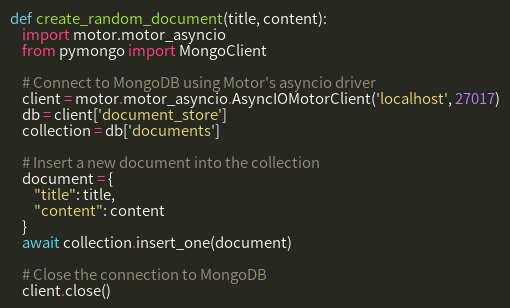 def create_random_document(title, content):
    import motor.motor_asyncio
    from pymongo import MongoClient

    # Connect to MongoDB using Motor's asyncio driver
    client = motor.motor_asyncio.AsyncIOMotorClient('localhost', 27017)
    db = client['document_store']
    collection = db['documents']

    # Insert a new document into the collection
    document = {
        "title": title,
        "content": content
    }
    await collection.insert_one(document)

    # Close the connection to MongoDB
    client.close()